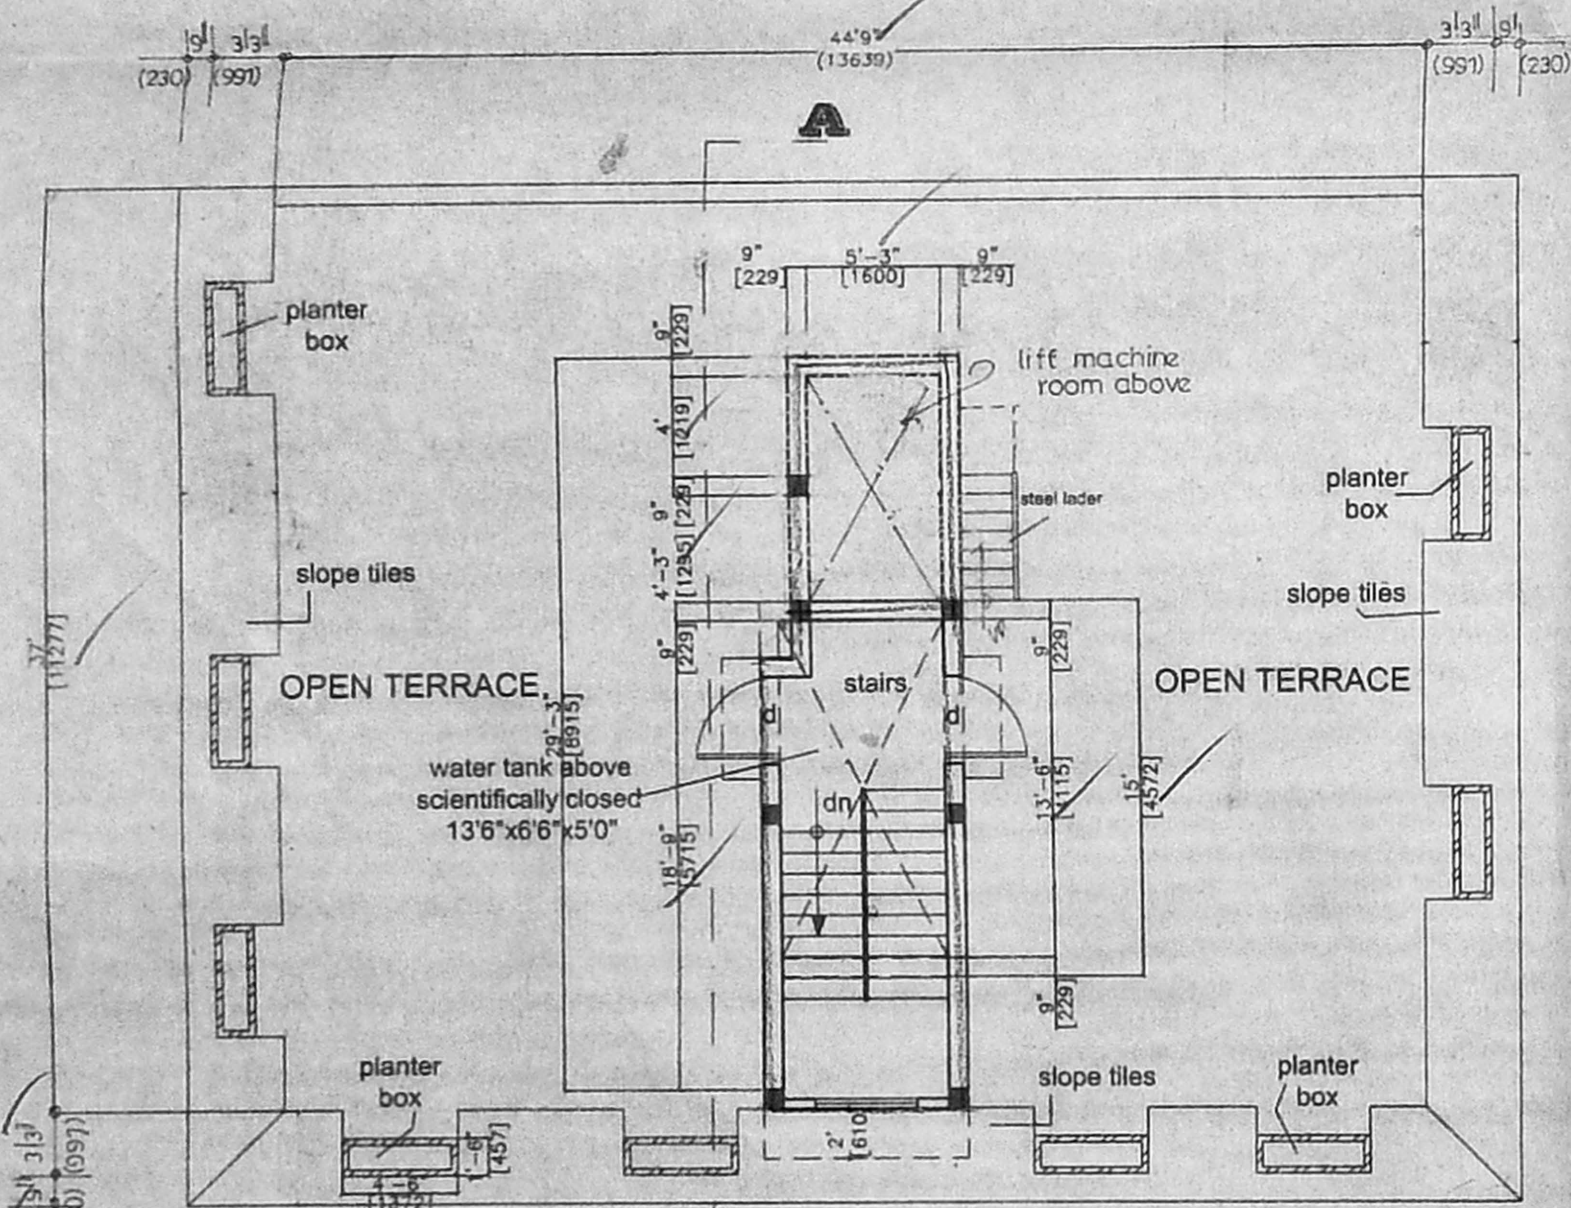 9" 3'3" 44'9" 3'3" 9"
(230) (991) (13639) (991) (230)
A
9" 5'-3" 9"
[229] [1600] [229]
planter
box
9"
[229]
lift machine
room above
4'
[1219]
planter
box
steel lader
9"
[229]
4'-3"
[1295]
slope tiles
slope tiles
37'
[11277]
9"
[229]
9"
[229]
stairs
OPEN TERRACE.
OPEN TERRACE
d
d
29'-3"
[8915]
water tank above
scientifically closed
13'6"x6'6"x5'0"
dn
13'-6"
[4115]
15'
[4572]
18'-9"
[5715]
9"
[229]
planter
box
slope tiles
planter
box
2'
[610]
1'-6"
[457]
3'3"
(991)